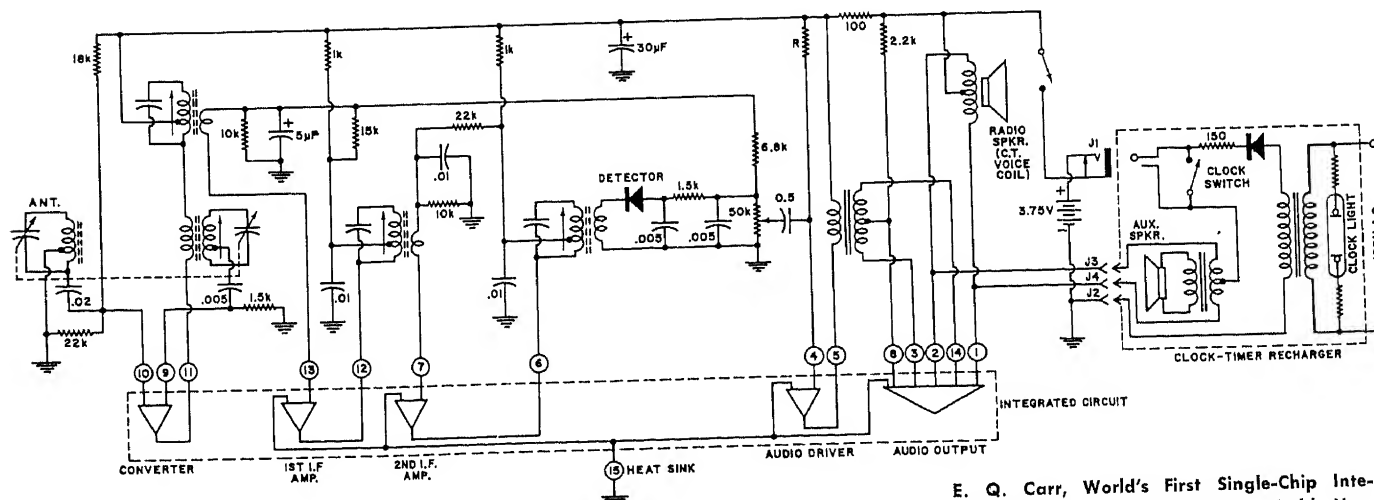 18k
1k
1k
30µF
R
100
2.2k
10k
5µF
15k
22k
.01
10k
6.8k
DETECTOR
1.5k
.005
.005
50k
0.5
RADIO
SPKR.
(C.T.
VOICE
COIL)
J1
3.75V
150
CLOCK
SWITCH
AUX.
SPKR.
J3
J4
J2
CLOCK LIGHT
CLOCK-TIMER RECHARGER
ANT.
.02
22k
.005
1.5k
.01
.01
10
9
11
13
12
7
6
4
5
8
3
2
14
1
INTEGRATED CIRCUIT
CONVERTER
1ST I.F.
AMP.
2ND I.F.
AMP.
15 HEAT SINK
AUDIO DRIVER
AUDIO OUTPUT
E. Q. Carr, World's First Single-Chip Inte-